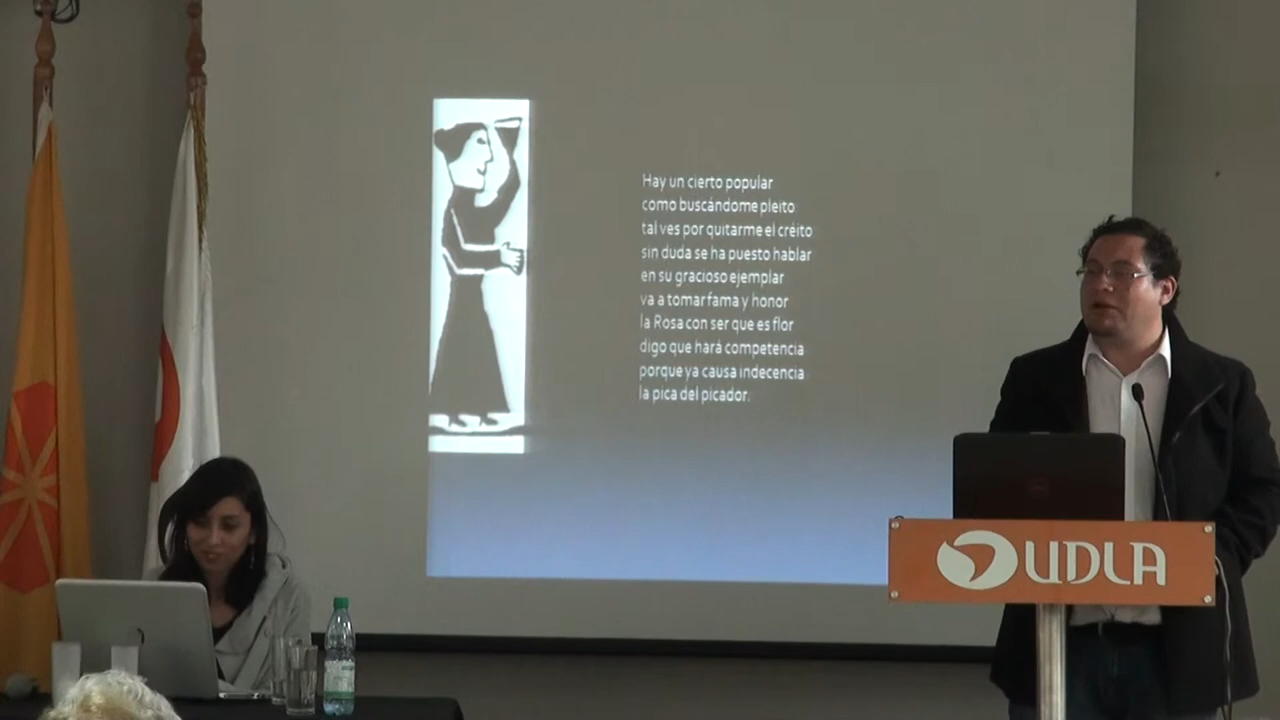 Hay un cierto popular
como buscándome pleito
tal ves por quitarme el créito
sin duda se ha puesto hablar
en su gracioso ejemplar
va a tomar fama y honor
la Rosa con ser que es flor
digo que hará competencia
porque ya causa indecencia
la pica del picador.
UDLA